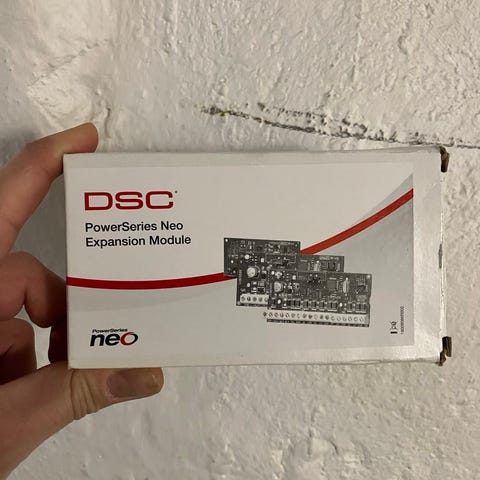 DSC
PowerSeries Neo
Expansion Module
PowerSeries
neo